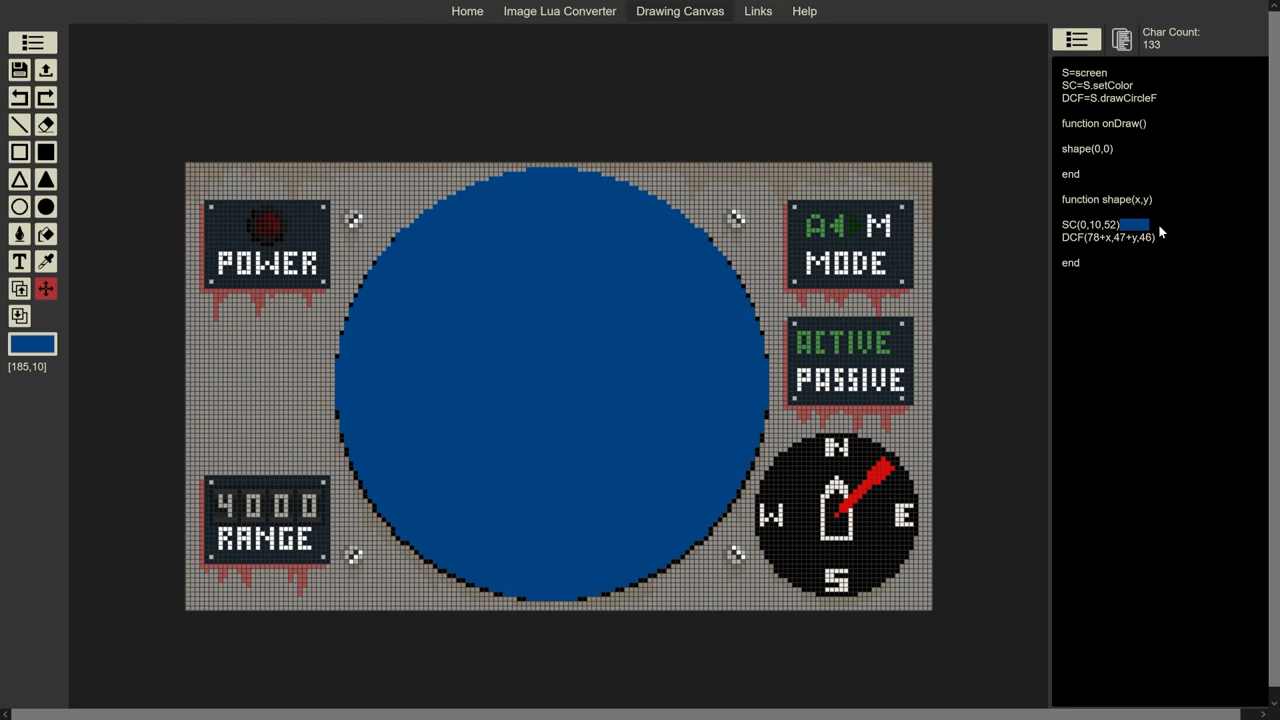 Home Image Lua Converter Drawing Canvas Links Help
Char Count:
133
S=screen
SC=S.setColor
DCF=S.drawCircleF
function onDraw()
shape(0,0)
end
function shape(x,y)
SC(0,10,52)
DCF(78+x,47+y,46)
end
T
[185,10]
POWER
4000
RANGE
A M
MODE
ACTIVE
PASSIVE
N
W E
S